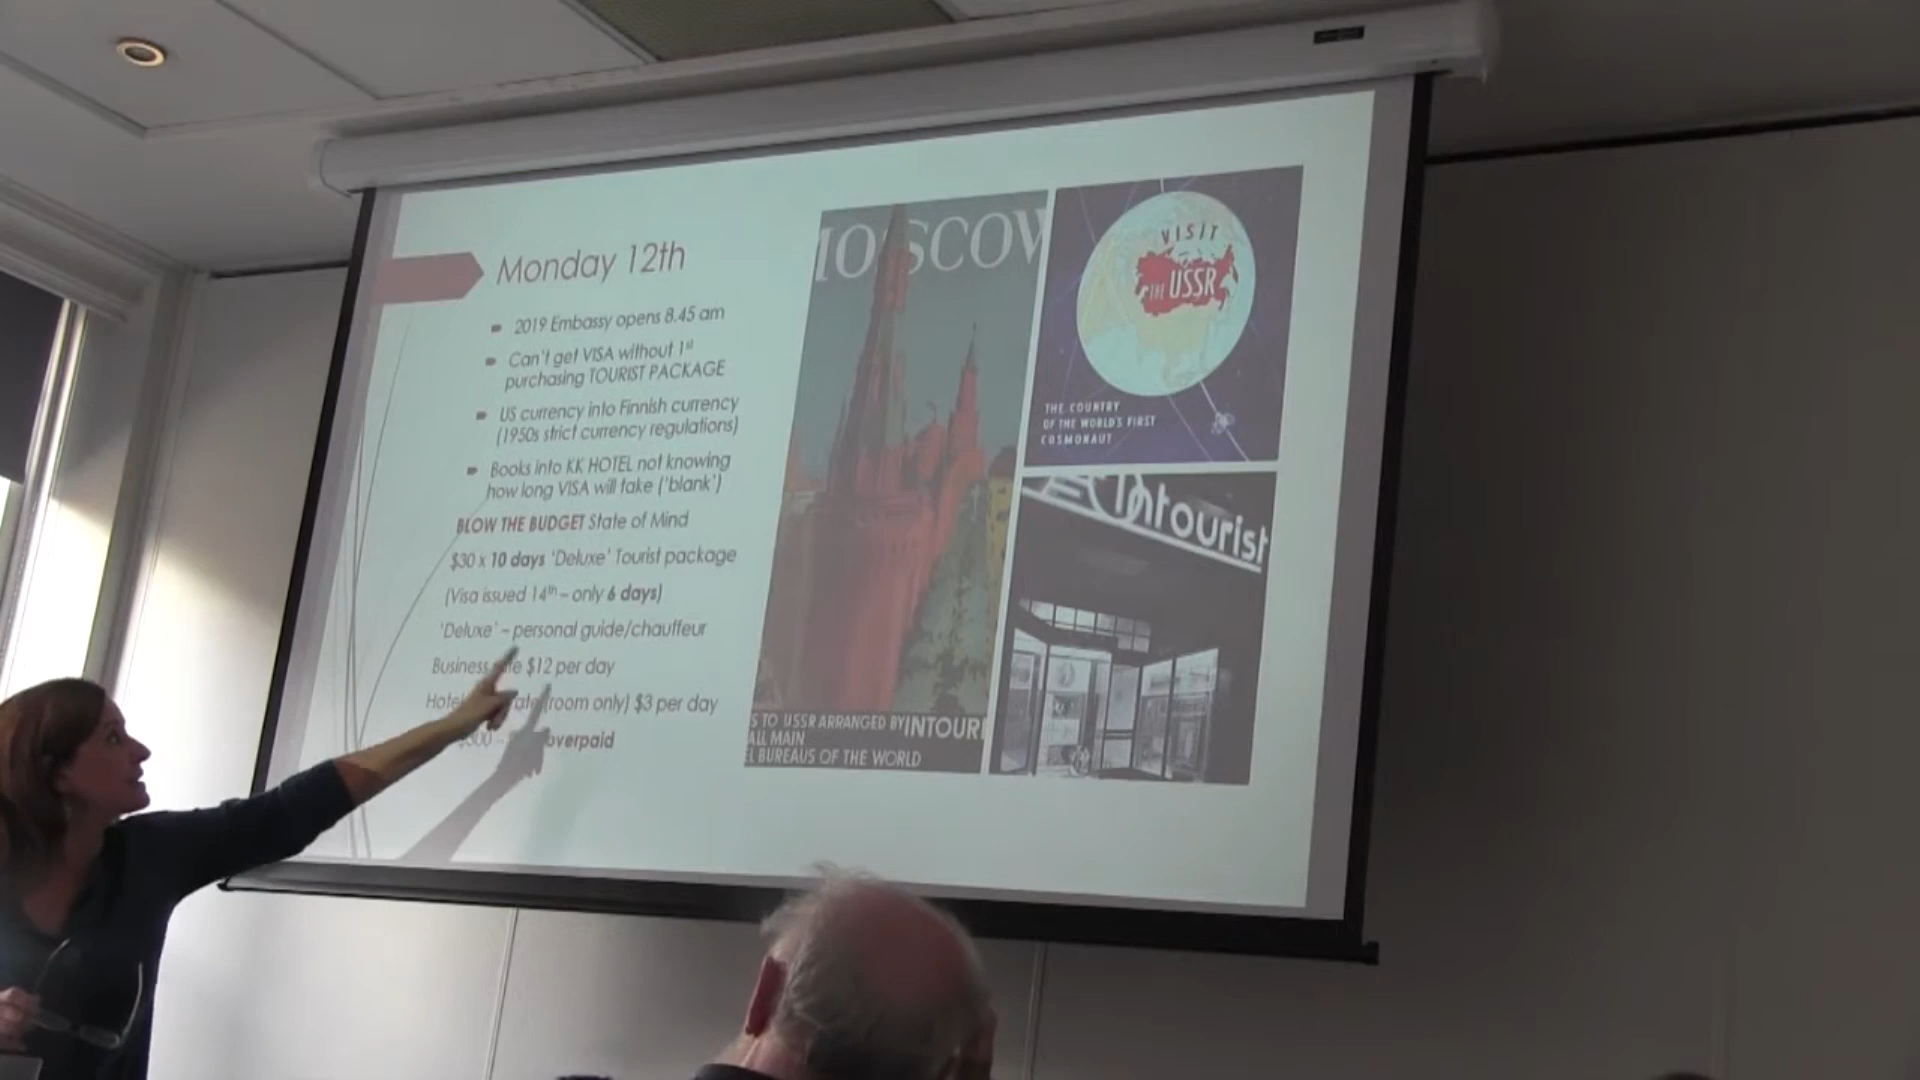 Monday 12th
2019 Embassy opens 8.45 am
Can't get VISA without 1st
purchasing TOURIST PACKAGE
US currency into Finnish currency
(1950s strict currency regulations)
Books into KK HOTEL not knowing
how long VISA will take ('blank')
BLOW THE BUDGET State of Mind
$30 x 10 days 'Deluxe' Tourist package
(Visa issued 14th – only 6 days)
'Deluxe' – personal guide/chauffeur
Business $12 per day
(room only) $3 per day
overpaid
MOSCOW
S TO USSR ARRANGED BY INTOURI
ALL MAIN
L BUREAUS OF THE WORLD
VISIT
THE USSR
THE COUNTRY
OF THE WORLD'S FIRST
COSMONAUT
Intourist